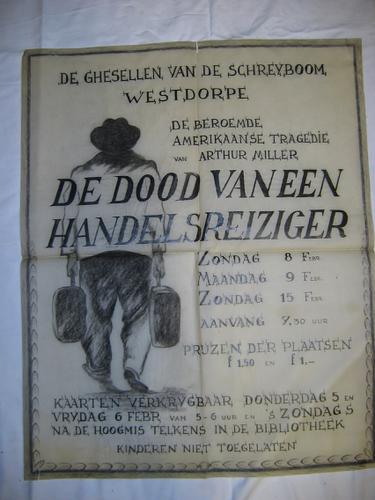 DE GHESELLEN VAN DE SCHREYBOOM
WESTDORPE
DE BEROEMDE
AMERIKAANSE TRAGEDIE
VAN ARTHUR MILLER
DE DOOD VAN EEN
HANDELSREIZIGER
ZONDAG 8 FEBR.
MAANDAG 9 FEBR.
ZONDAG 15 FEBR.
AANVANG 7,30 UUR
PRIJZEN DER PLAATSEN
f 1,50 EN f 1.–
KAARTEN VERKRYGBAAR DONDERDAG 5 EN
VRYDAG 6 FEBR. VAN 5-6 UUR EN 'S ZONDAGS
NA DE HOOGMIS TELKENS IN DE BIBLIOTHEEK
KINDEREN NIET TOEGELATEN